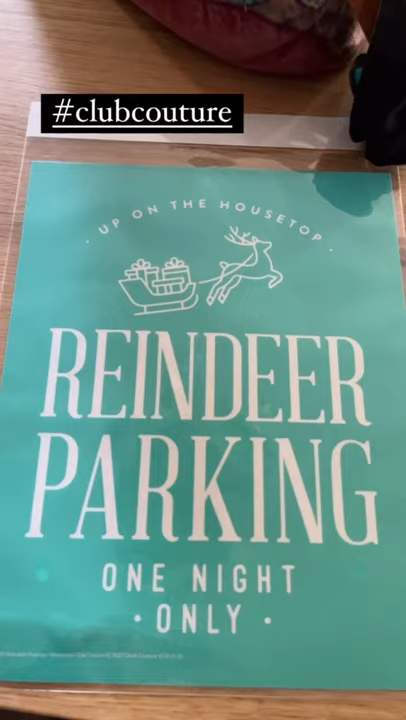 #clubcouture
· UP ON THE HOUSETOP ·
REINDEER
PARKING
ONE NIGHT
· ONLY ·